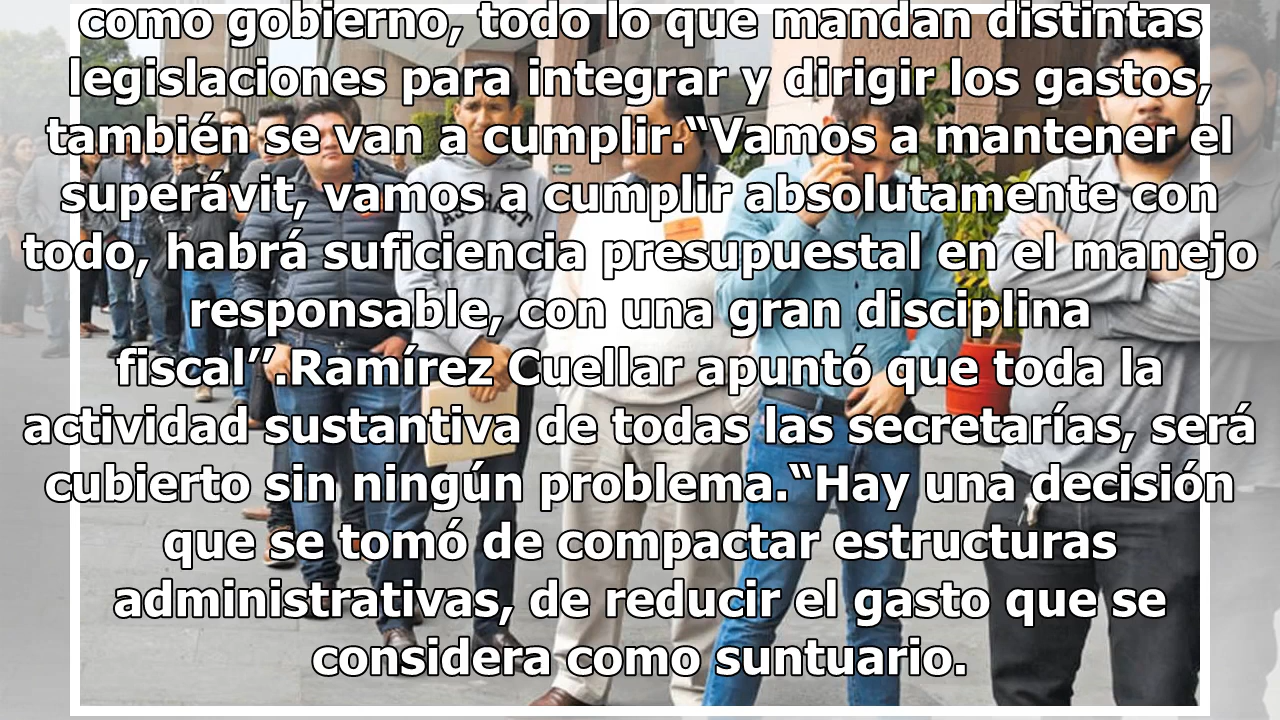 como gobierno, todo lo que mandan distintas
legislaciones para integrar y dirigir los gastos,
también se van a cumplir.“Vamos a mantener el
superávit, vamos a cumplir absolutamente con
todo, habrá suficiencia presupuestal en el manejo
responsable, con una gran disciplina
fiscal”.Ramírez Cuellar apuntó que toda la
actividad sustantiva de todas las secretarías, será
cubierto sin ningún problema.“Hay una decisión
que se tomó de compactar estructuras
administrativas, de reducir el gasto que se
considera como suntuario.